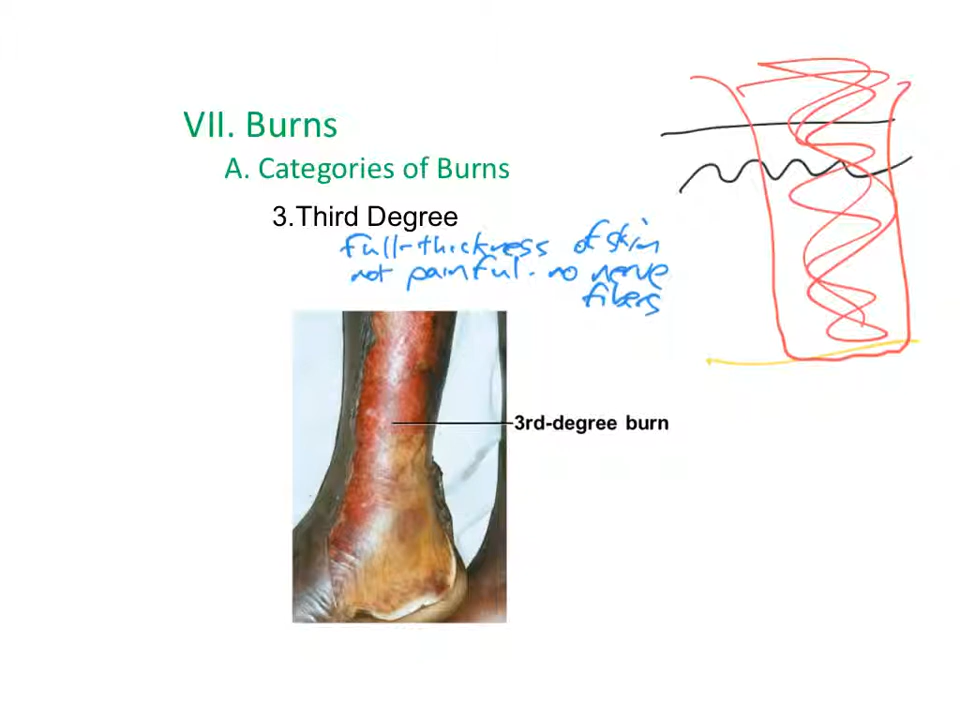 VII. Burns
A. Categories of Burns
3.Third Degree
full-thickness of skin
not painful - no nerve
fibers
3rd-degree burn